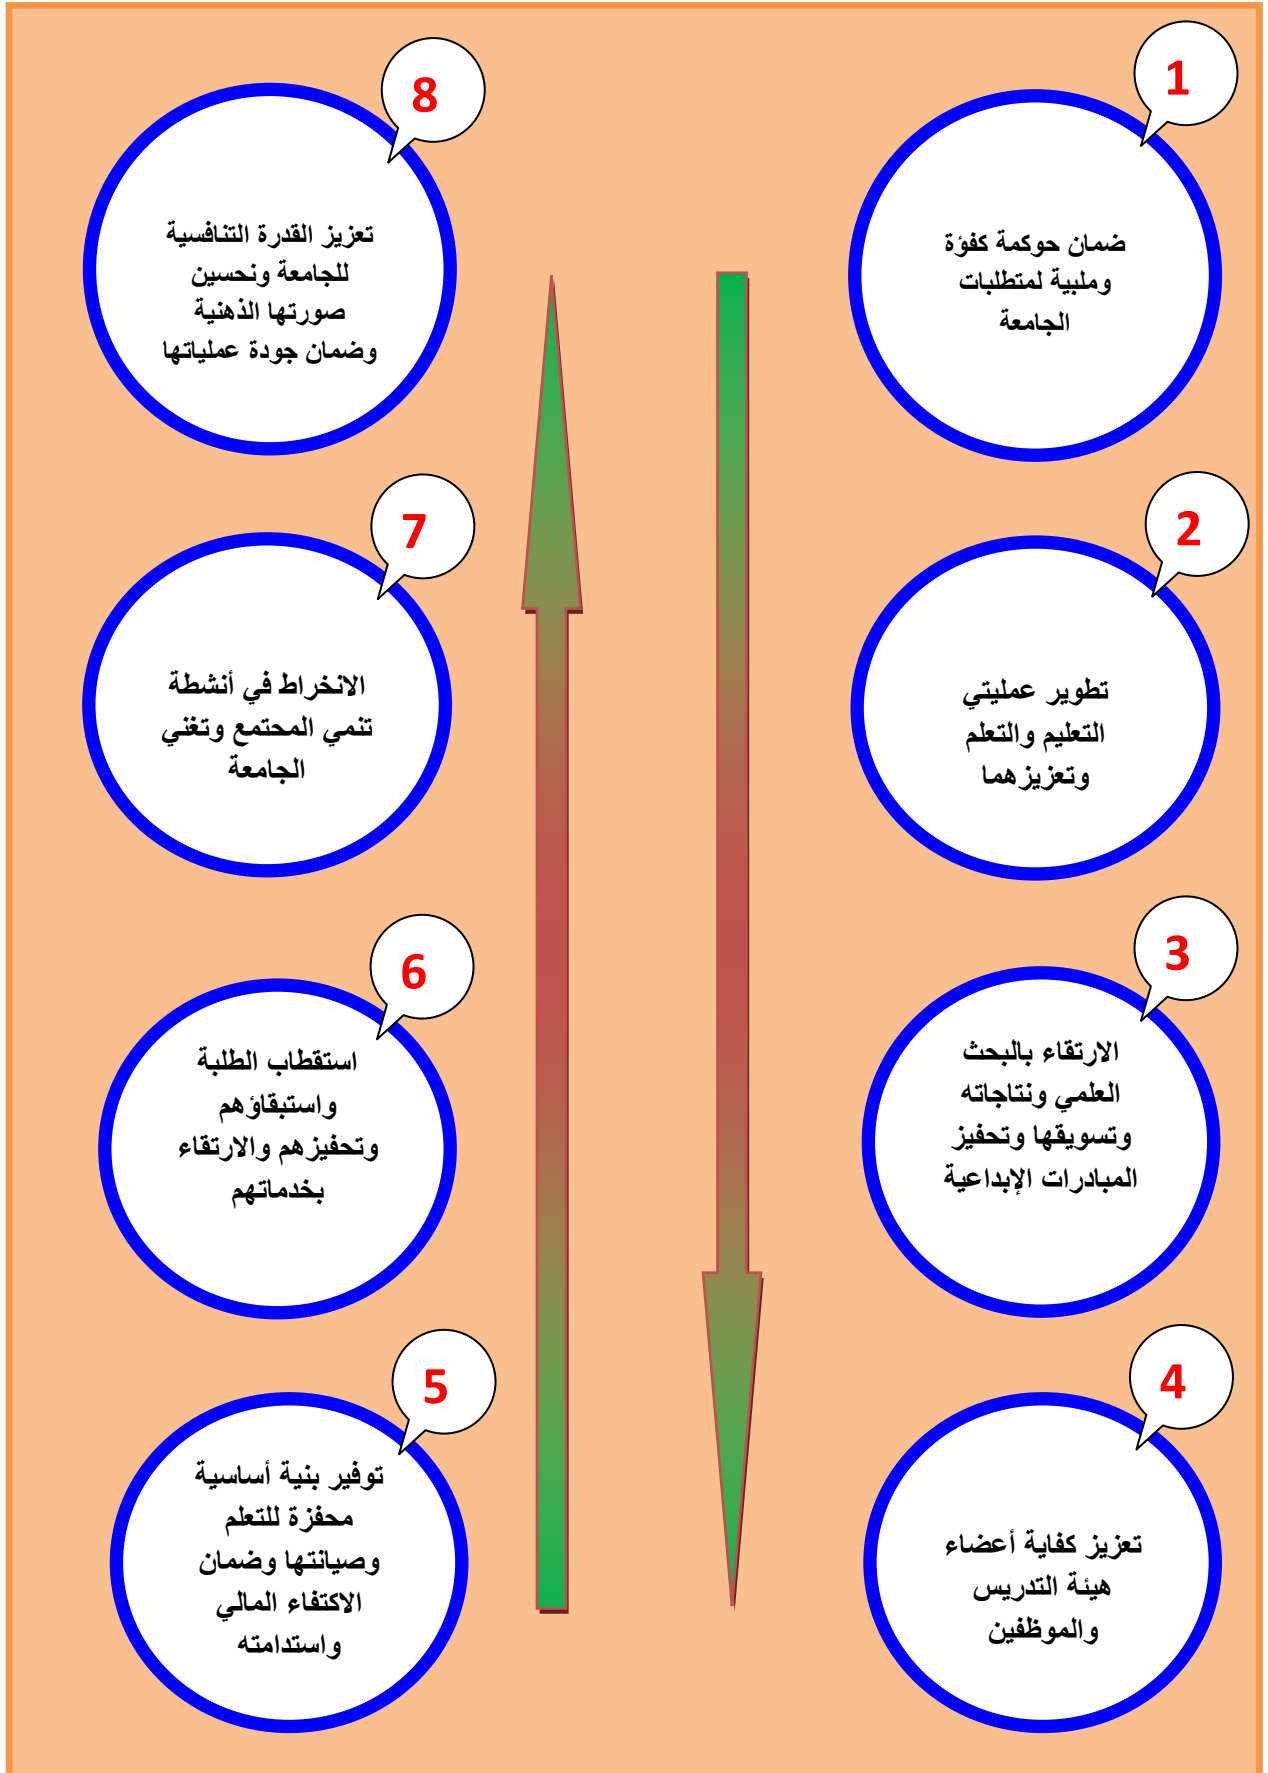 1
ضمان حوكمة كفؤة
وملبية لمتطلبات
الجامعة
2
تطوير عمليتي
التعليم والتعلم
وتعزيزهما
3
الارتقاء بالبحث
العلمي ونتاجاته
وتسويقها وتحفيز
المبادرات الإبداعية
4
تعزيز كفاية أعضاء
هيئة التدريس
والموظفين
5
توفير بنية أساسية
محفزة للتعلم
وصيانتها وضمان
الاكتفاء المالي
واستدامته
6
استقطاب الطلبة
واستبقاؤهم
وتحفيزهم والارتقاء
بخدماتهم
7
الانخراط في أنشطة
تنمي المحتمع وتغني
الجامعة
8
تعزيز القدرة التنافسية
للجامعة ونحسين
صورتها الذهنية
وضمان جودة عملياتها